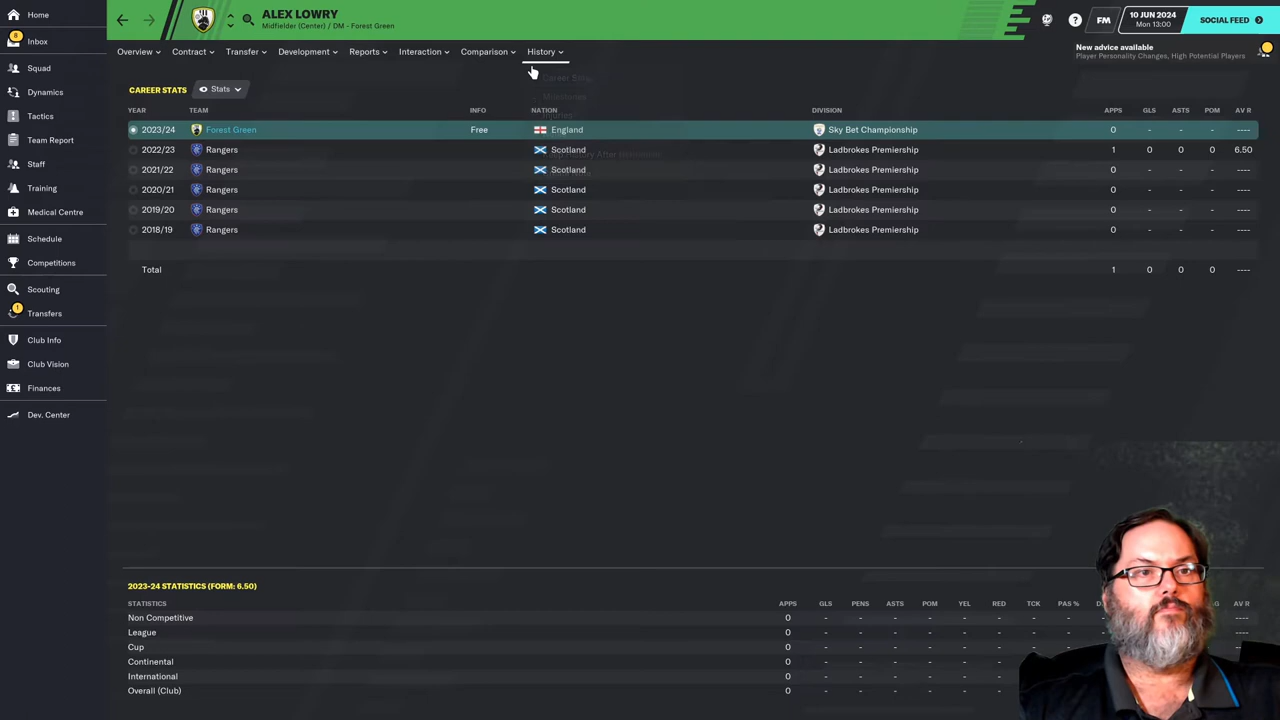 Home
8
Inbox
Squad
Dynamics
Tactics
Team Report
Staff
Training
Medical Centre
Schedule
Competitions
Scouting
1
Transfers
Club Info
Club Vision
Finances
Dev. Center
ALEX LOWRY
Midfielder (Center) / DM - Forest Green
?
FM
10 JUN 2024
Mon 13:00
SOCIAL FEED
Overview
Contract
Transfer
Development
Reports
Interaction
Comparison
History
New advice available
Player Personality Changes, High Potential Players
Career Stats
Milestones
Injuries
CAREER STATS
Stats
YEAR TEAM INFO NATION DIVISION APPS GLS ASTS POM AV R
2023/24 Forest Green Free England Sky Bet Championship 0 - - - ----
2022/23 Rangers Scotland Ladbrokes Premiership 1 0 0 0 6.50
2021/22 Rangers Scotland Ladbrokes Premiership 0 - - - ----
2020/21 Rangers Scotland Ladbrokes Premiership 0 - - - ----
2019/20 Rangers Scotland Ladbrokes Premiership 0 - - - ----
2018/19 Rangers Scotland Ladbrokes Premiership 0 - - - ----
Total 1 0 0 0 ----
2023-24 STATISTICS (FORM: 6.50)
STATISTICS APPS GLS PENS ASTS POM YEL RED TCK PAS % AV R
Non Competitive 0 - - - - - - - - ----
League 0 - - - - - - ----
Cup 0 - - - - - - ----
Continental 0 - - - - - - ----
International 0 - - - - - - ----
Overall (Club) 0 - - - - - - ----